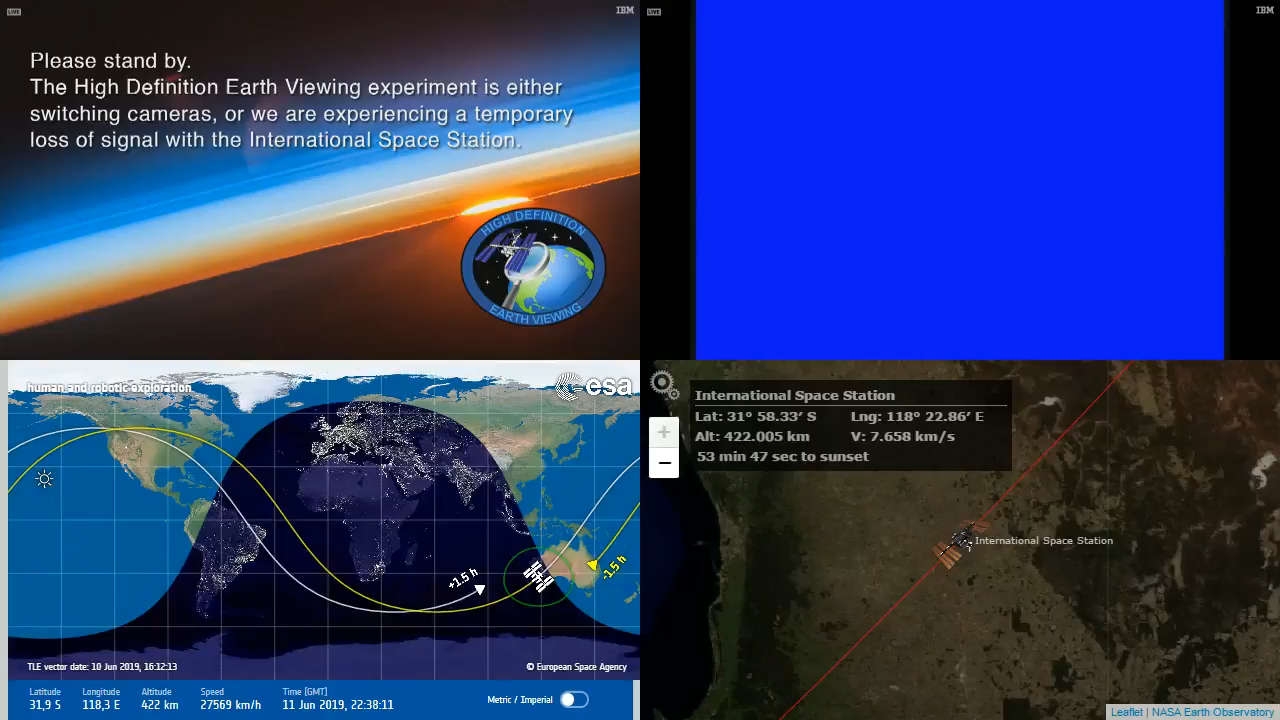 LIVE
IBM
Please stand by.
The High Definition Earth Viewing experiment is either
switching cameras, or we are experiencing a temporary
loss of signal with the International Space Station.
HIGH DEFINITION
EARTH VIEWING
LIVE
IBM
human and robotic exploration
esa
+1.5 h
-1.5 h
TLE vector date: 10 Jun 2019, 16:12:13
© European Space Agency
Latitude Longitude Altitude Speed Time [GMT]
31,9 S 118,3 E 422 km 27569 km/h 11 Jun 2019, 22:38:11
Metric / Imperial
International Space Station
Lat: 31° 58.33′ S Lng: 118° 22.86′ E
Alt: 422.005 km V: 7.658 km/s
53 min 47 sec to sunset
+
−
International Space Station
Leaflet | NASA Earth Observatory